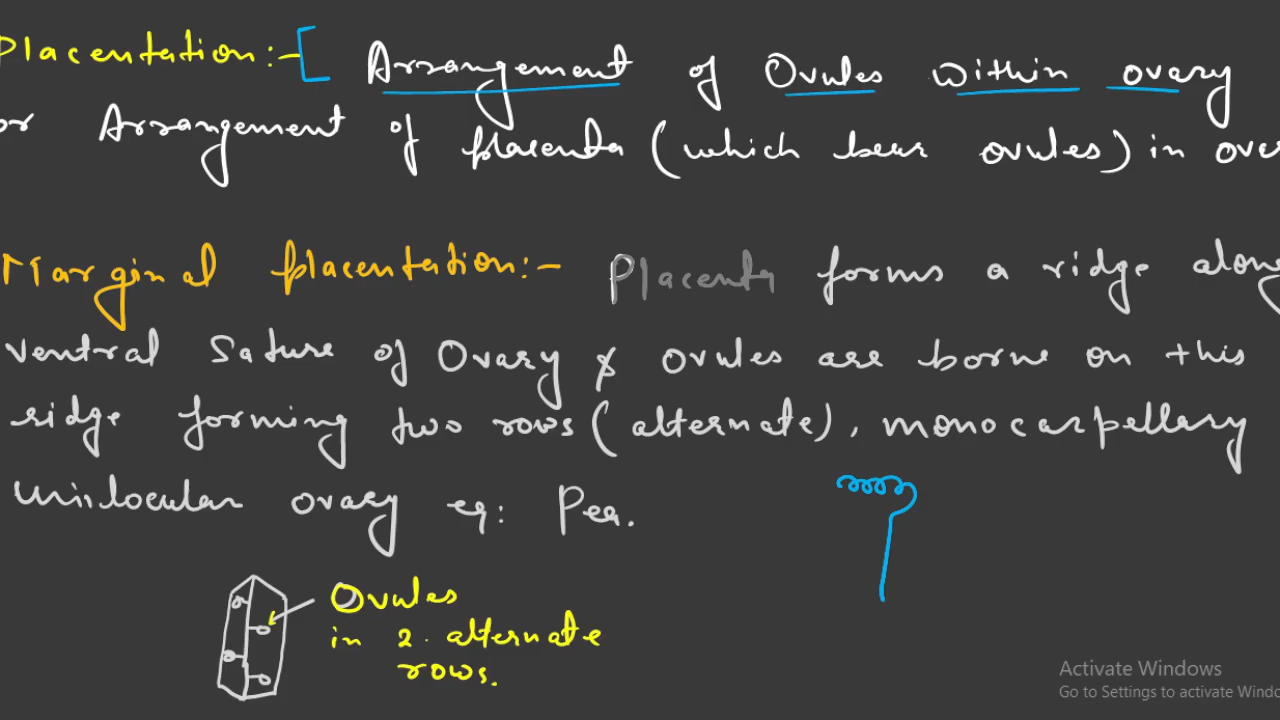 Placentation:- [ Arrangement of Ovules within ovary
or Arrangement of placenta (which bear ovules) in ova
Marginal placentation:- Placenta forms a ridge along
ventral suture of Ovary & ovules are borne on this
ridge forming two rows (alternate), monocarpellary
unilocular ovary eg: Pea.
Ovules
in 2. alternate
rows.
Activate Windows
Go to Settings to activate Windo